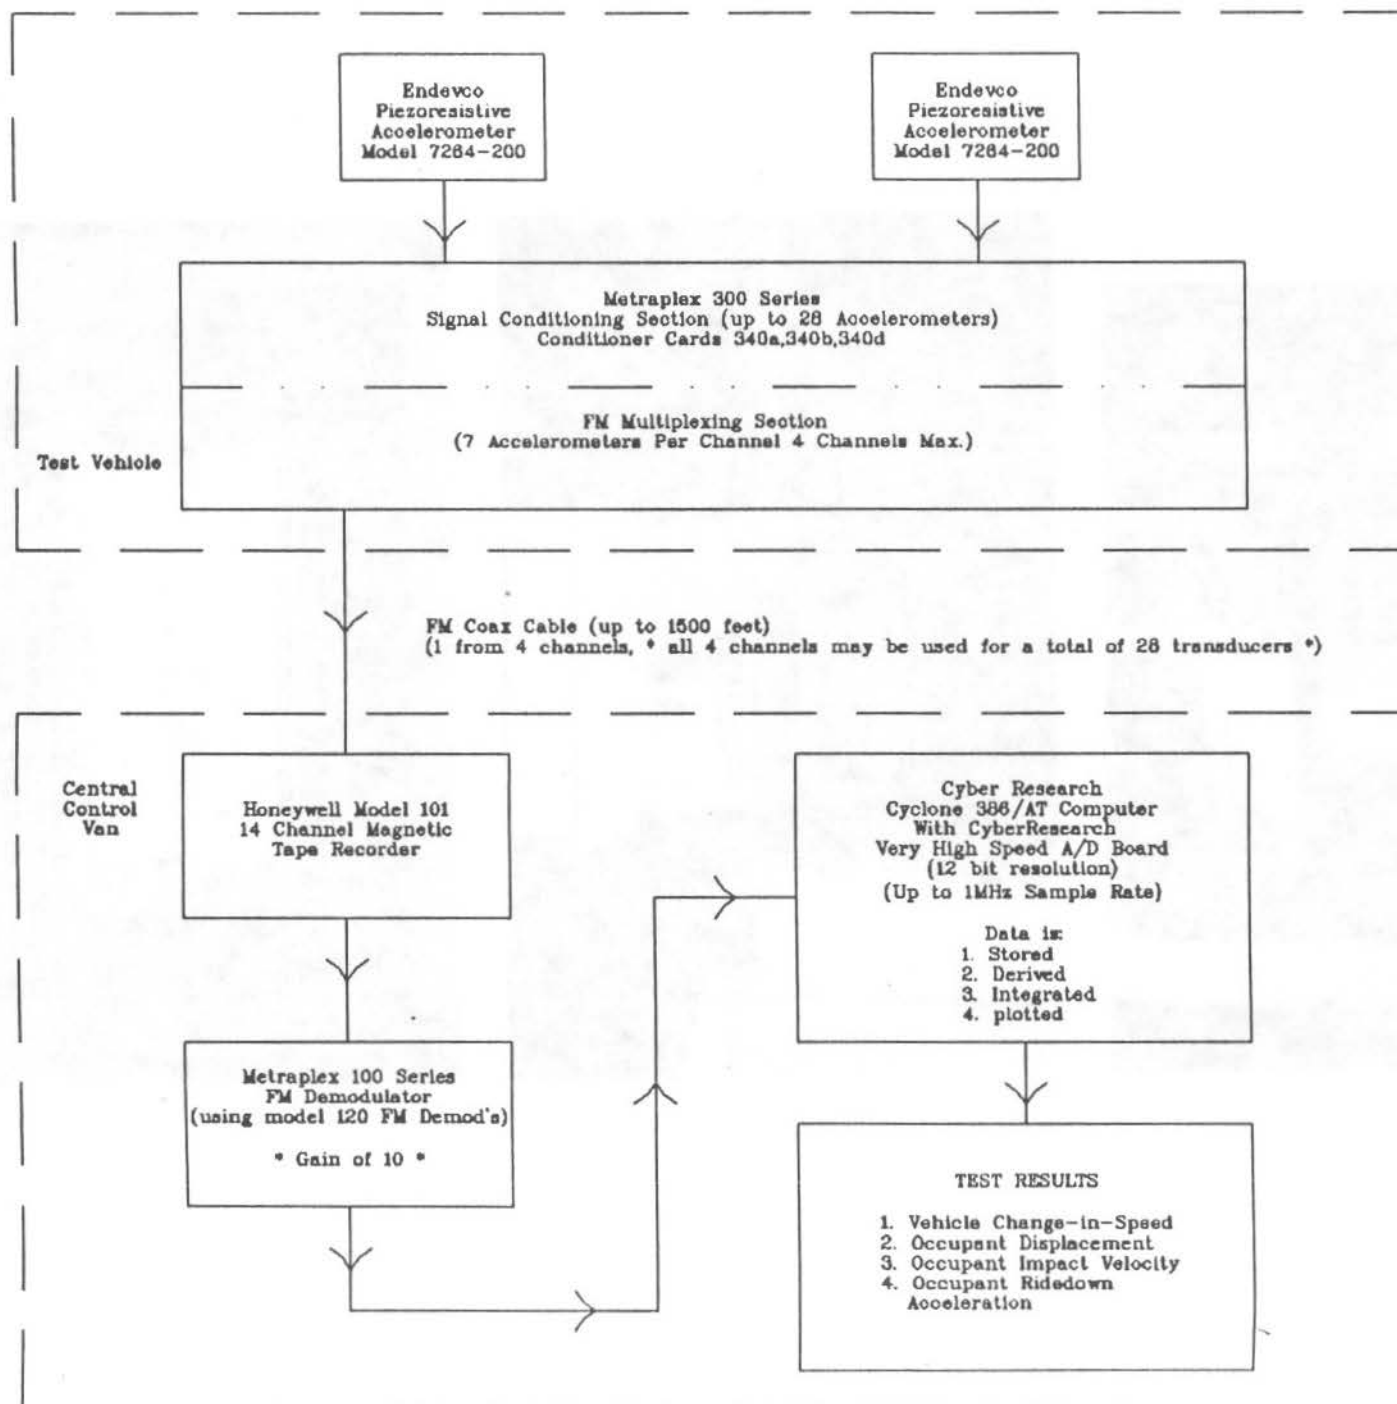 Endevco
Piezoresistive
Accelerometer
Model 7264-200
Endevco
Piezoresistive
Accelerometer
Model 7264-200
Metraplex 300 Series
Signal Conditioning Section (up to 28 Accelerometers)
Conditioner Cards 340a,340b,340d
FM Multiplexing Section
(7 Accelerometers Per Channel 4 Channels Max.)
Test Vehicle
FM Coax Cable (up to 1500 feet)
(1 from 4 channels, * all 4 channels may be used for a total of 28 transducers *)
Central
Control
Van
Honeywell Model 101
14 Channel Magnetic
Tape Recorder
Metraplex 100 Series
FM Demodulator
(using model 120 FM Demod's)
* Gain of 10 *
Cyber Research
Cyclone 386/AT Computer
With CyberResearch
Very High Speed A/D Board
(12 bit resolution)
(Up to 1MHz Sample Rate)
Data is:
1. Stored
2. Derived
3. Integrated
4. plotted
TEST RESULTS
1. Vehicle Change-in-Speed
2. Occupant Displacement
3. Occupant Impact Velocity
4. Occupant Ridedown
Acceleration